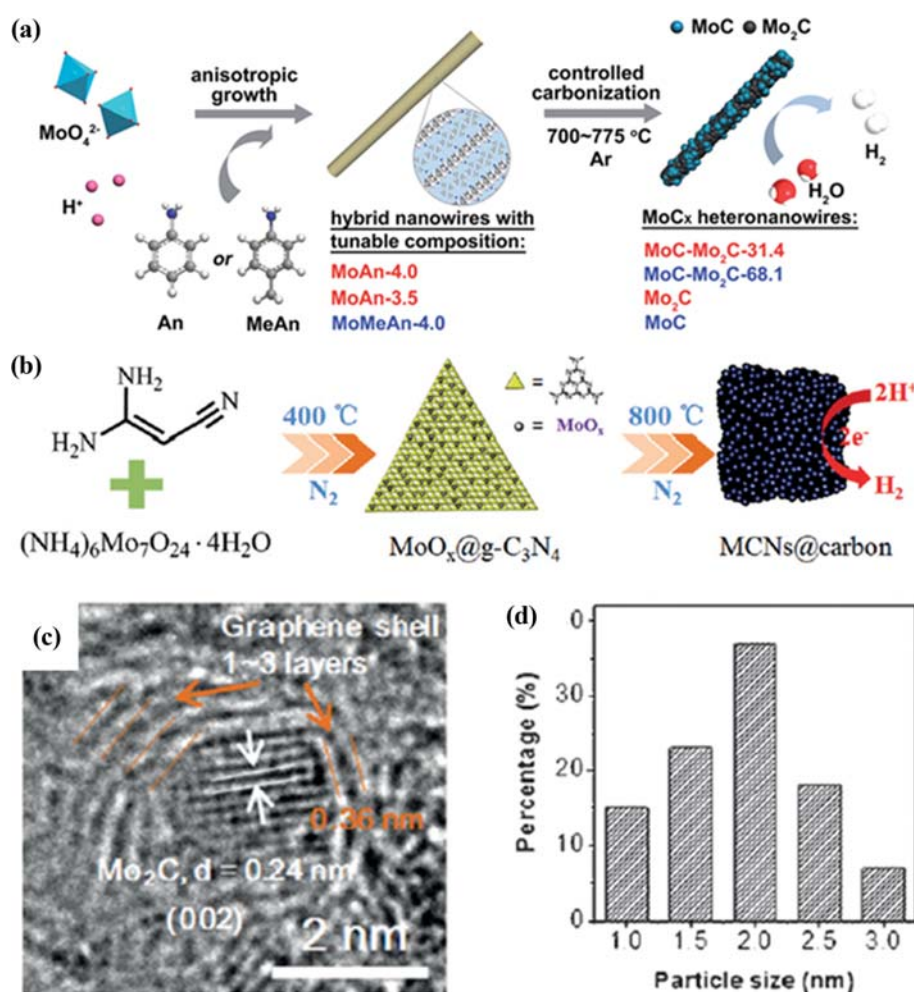 (a)
MoO₄²⁻
H⁺
anisotropic
growth
An
or
MeAn
hybrid nanowires with
tunable composition:
MoAn-4.0
MoAn-3.5
MoMeAn-4.0
controlled
carbonization
700~775 °C
Ar
MoC Mo₂C
H₂
H₂O
MoCx heteronanowires:
MoC-Mo₂C-31.4
MoC-Mo₂C-68.1
Mo₂C
MoC
(b)
NH₂
H₂N
N
(NH₄)₆Mo₇O₂₄·4H₂O
400 ℃
N₂
=
= MoOₓ
MoOₓ@g-C₃N₄
800 ℃
N₂
2H⁺
2e⁻
H₂
MCNs@carbon
(c)
Graphene shell
1~3 layers
0.36 nm
Mo₂C, d = 0.24 nm
(002)
2 nm
(d)
Percentage (%)
0
30
20
10
0
1.0 1.5 2.0 2.5 3.0
Particle size (nm)